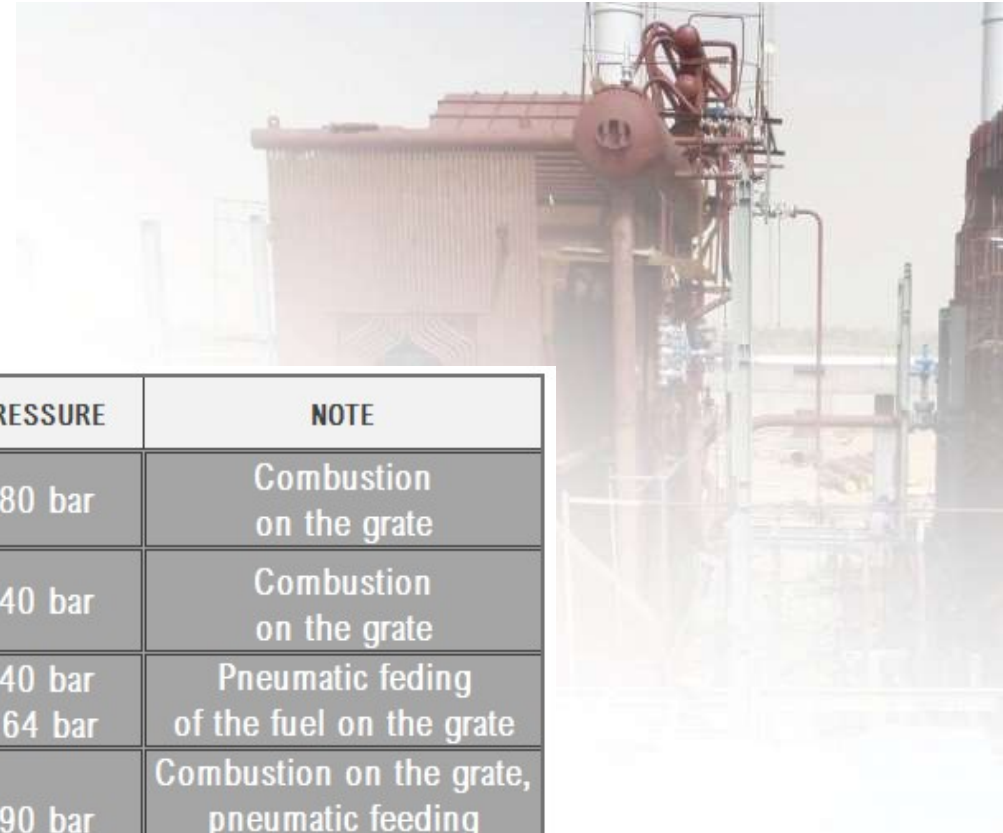 RESSURE NOTE
80 bar Combustion
on the grate
40 bar Combustion
on the grate
40 bar Pneumatic feding
64 bar of the fuel on the grate
Combustion on the grate,
90 bar pneumatic feeding